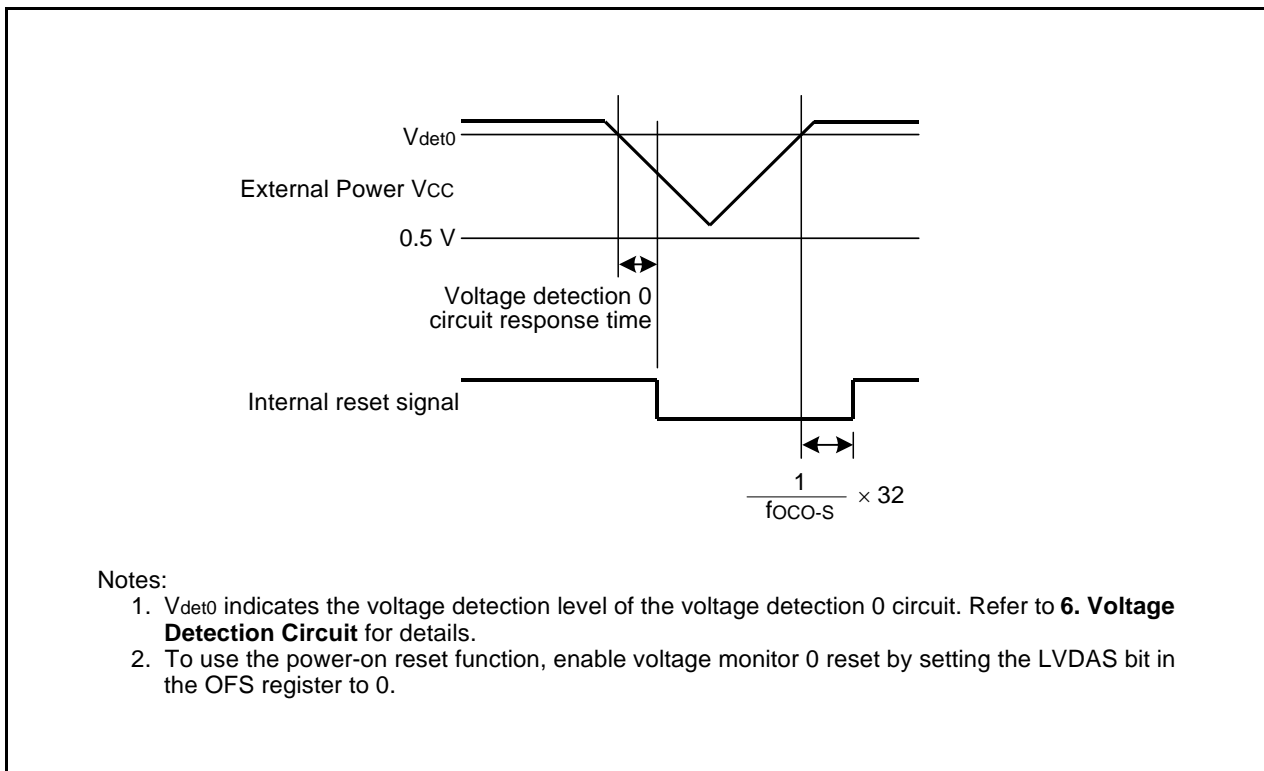 Vdet0
External Power VCC
0.5 V
Voltage detection 0
circuit response time
Internal reset signal
1
fOCO-S
× 32
Notes:
1. Vdet0 indicates the voltage detection level of the voltage detection 0 circuit. Refer to 6. Voltage
Detection Circuit for details.
2. To use the power-on reset function, enable voltage monitor 0 reset by setting the LVDAS bit in
the OFS register to 0.